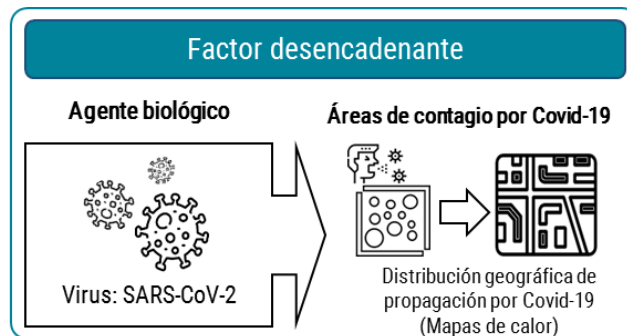 Factor desencadenante
Agente biológico
Virus: SARS-CoV-2
Áreas de contagio por Covid-19
Distribución geográfica de
propagación por Covid-19
(Mapas de calor)